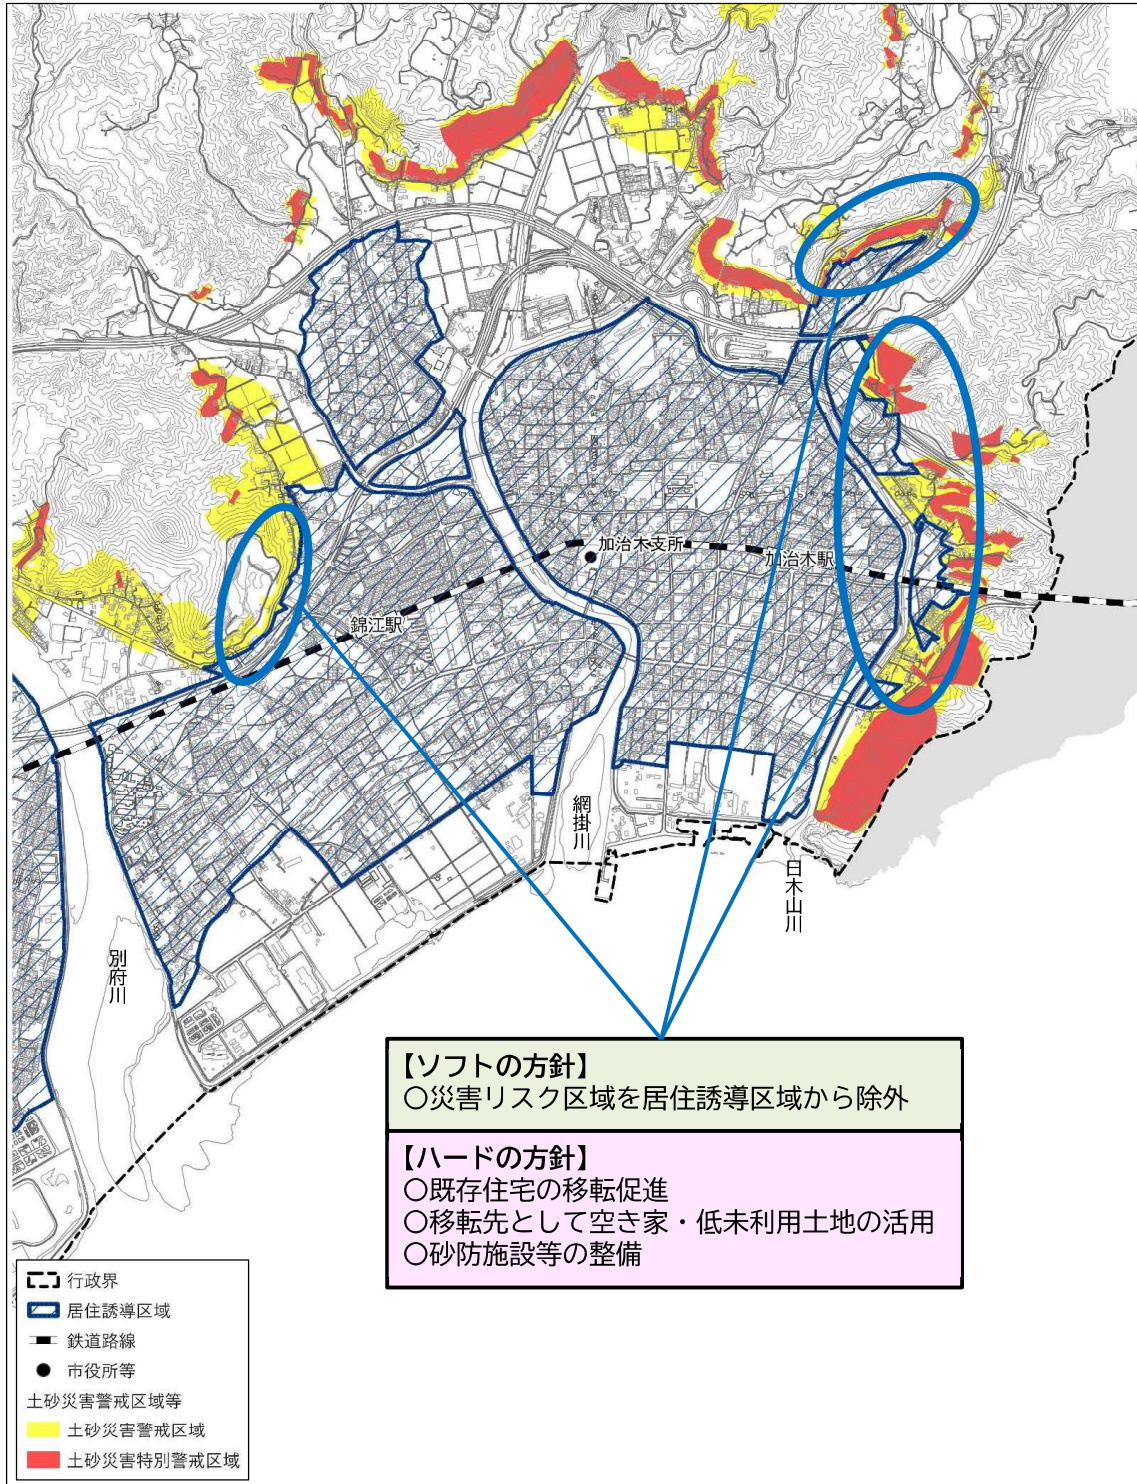 加治木支所
加治木駅
錦江駅
網掛川
日木山川
別府川
【ソフトの方針】
○災害リスク区域を居住誘導区域から除外
【ハードの方針】
○既存住宅の移転促進
○移転先として空き家・低未利用土地の活用
○砂防施設等の整備
行政界
居住誘導区域
鉄道路線
市役所等
土砂災害警戒区域等
土砂災害警戒区域
土砂災害特別警戒区域